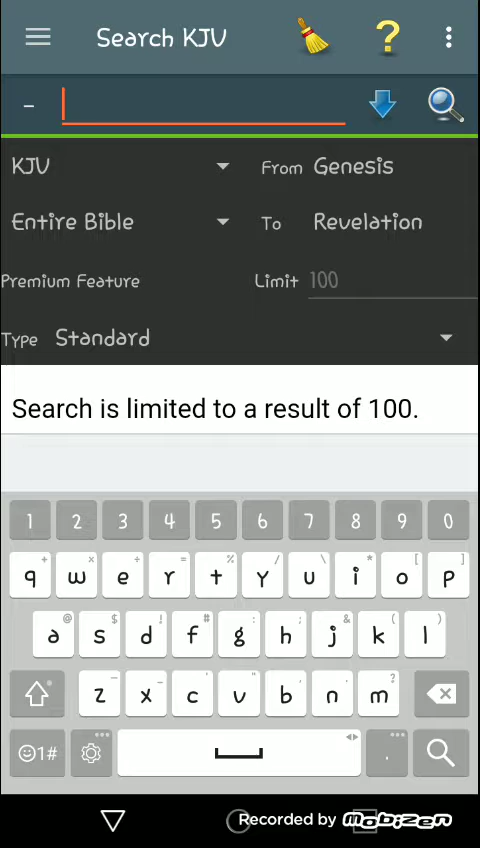 Search KJV
?
-
KJV From Genesis
Entire Bible To Revelation
Premium Feature Limit 100
Type Standard
Search is limited to a result of 100.
1 2 3 4 5 6 7 8 9 0
q w e r t y u i o p
a s d f g h j k l
z x c v b n m
1# .
Recorded by Mobizen